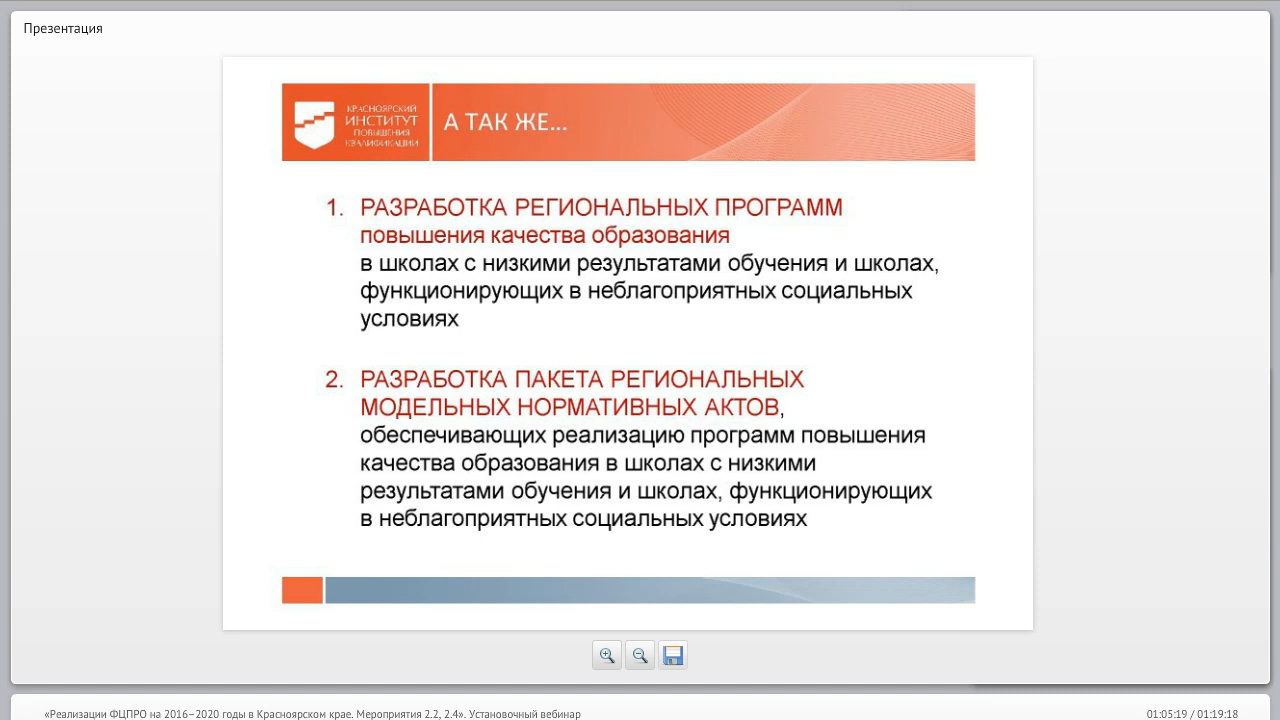 Презентация
КРАСНОЯРСКИЙ
ИНСТИТУТ
ПОВЫШЕНИЯ
КВАЛИФИКАЦИИ
А ТАК ЖЕ...
1. РАЗРАБОТКА РЕГИОНАЛЬНЫХ ПРОГРАММ
повышения качества образования
в школах с низкими результатами обучения и школах,
функционирующих в неблагоприятных социальных
условиях
2. РАЗРАБОТКА ПАКЕТА РЕГИОНАЛЬНЫХ
МОДЕЛЬНЫХ НОРМАТИВНЫХ АКТОВ,
обеспечивающих реализацию программ повышения
качества образования в школах с низкими
результатами обучения и школах, функционирующих
в неблагоприятных социальных условиях
«Реализации ФЦПРО на 2016–2020 годы в Красноярском крае. Мероприятия 2.2, 2.4». Установочный вебинар
01:05:19 / 01:19:18